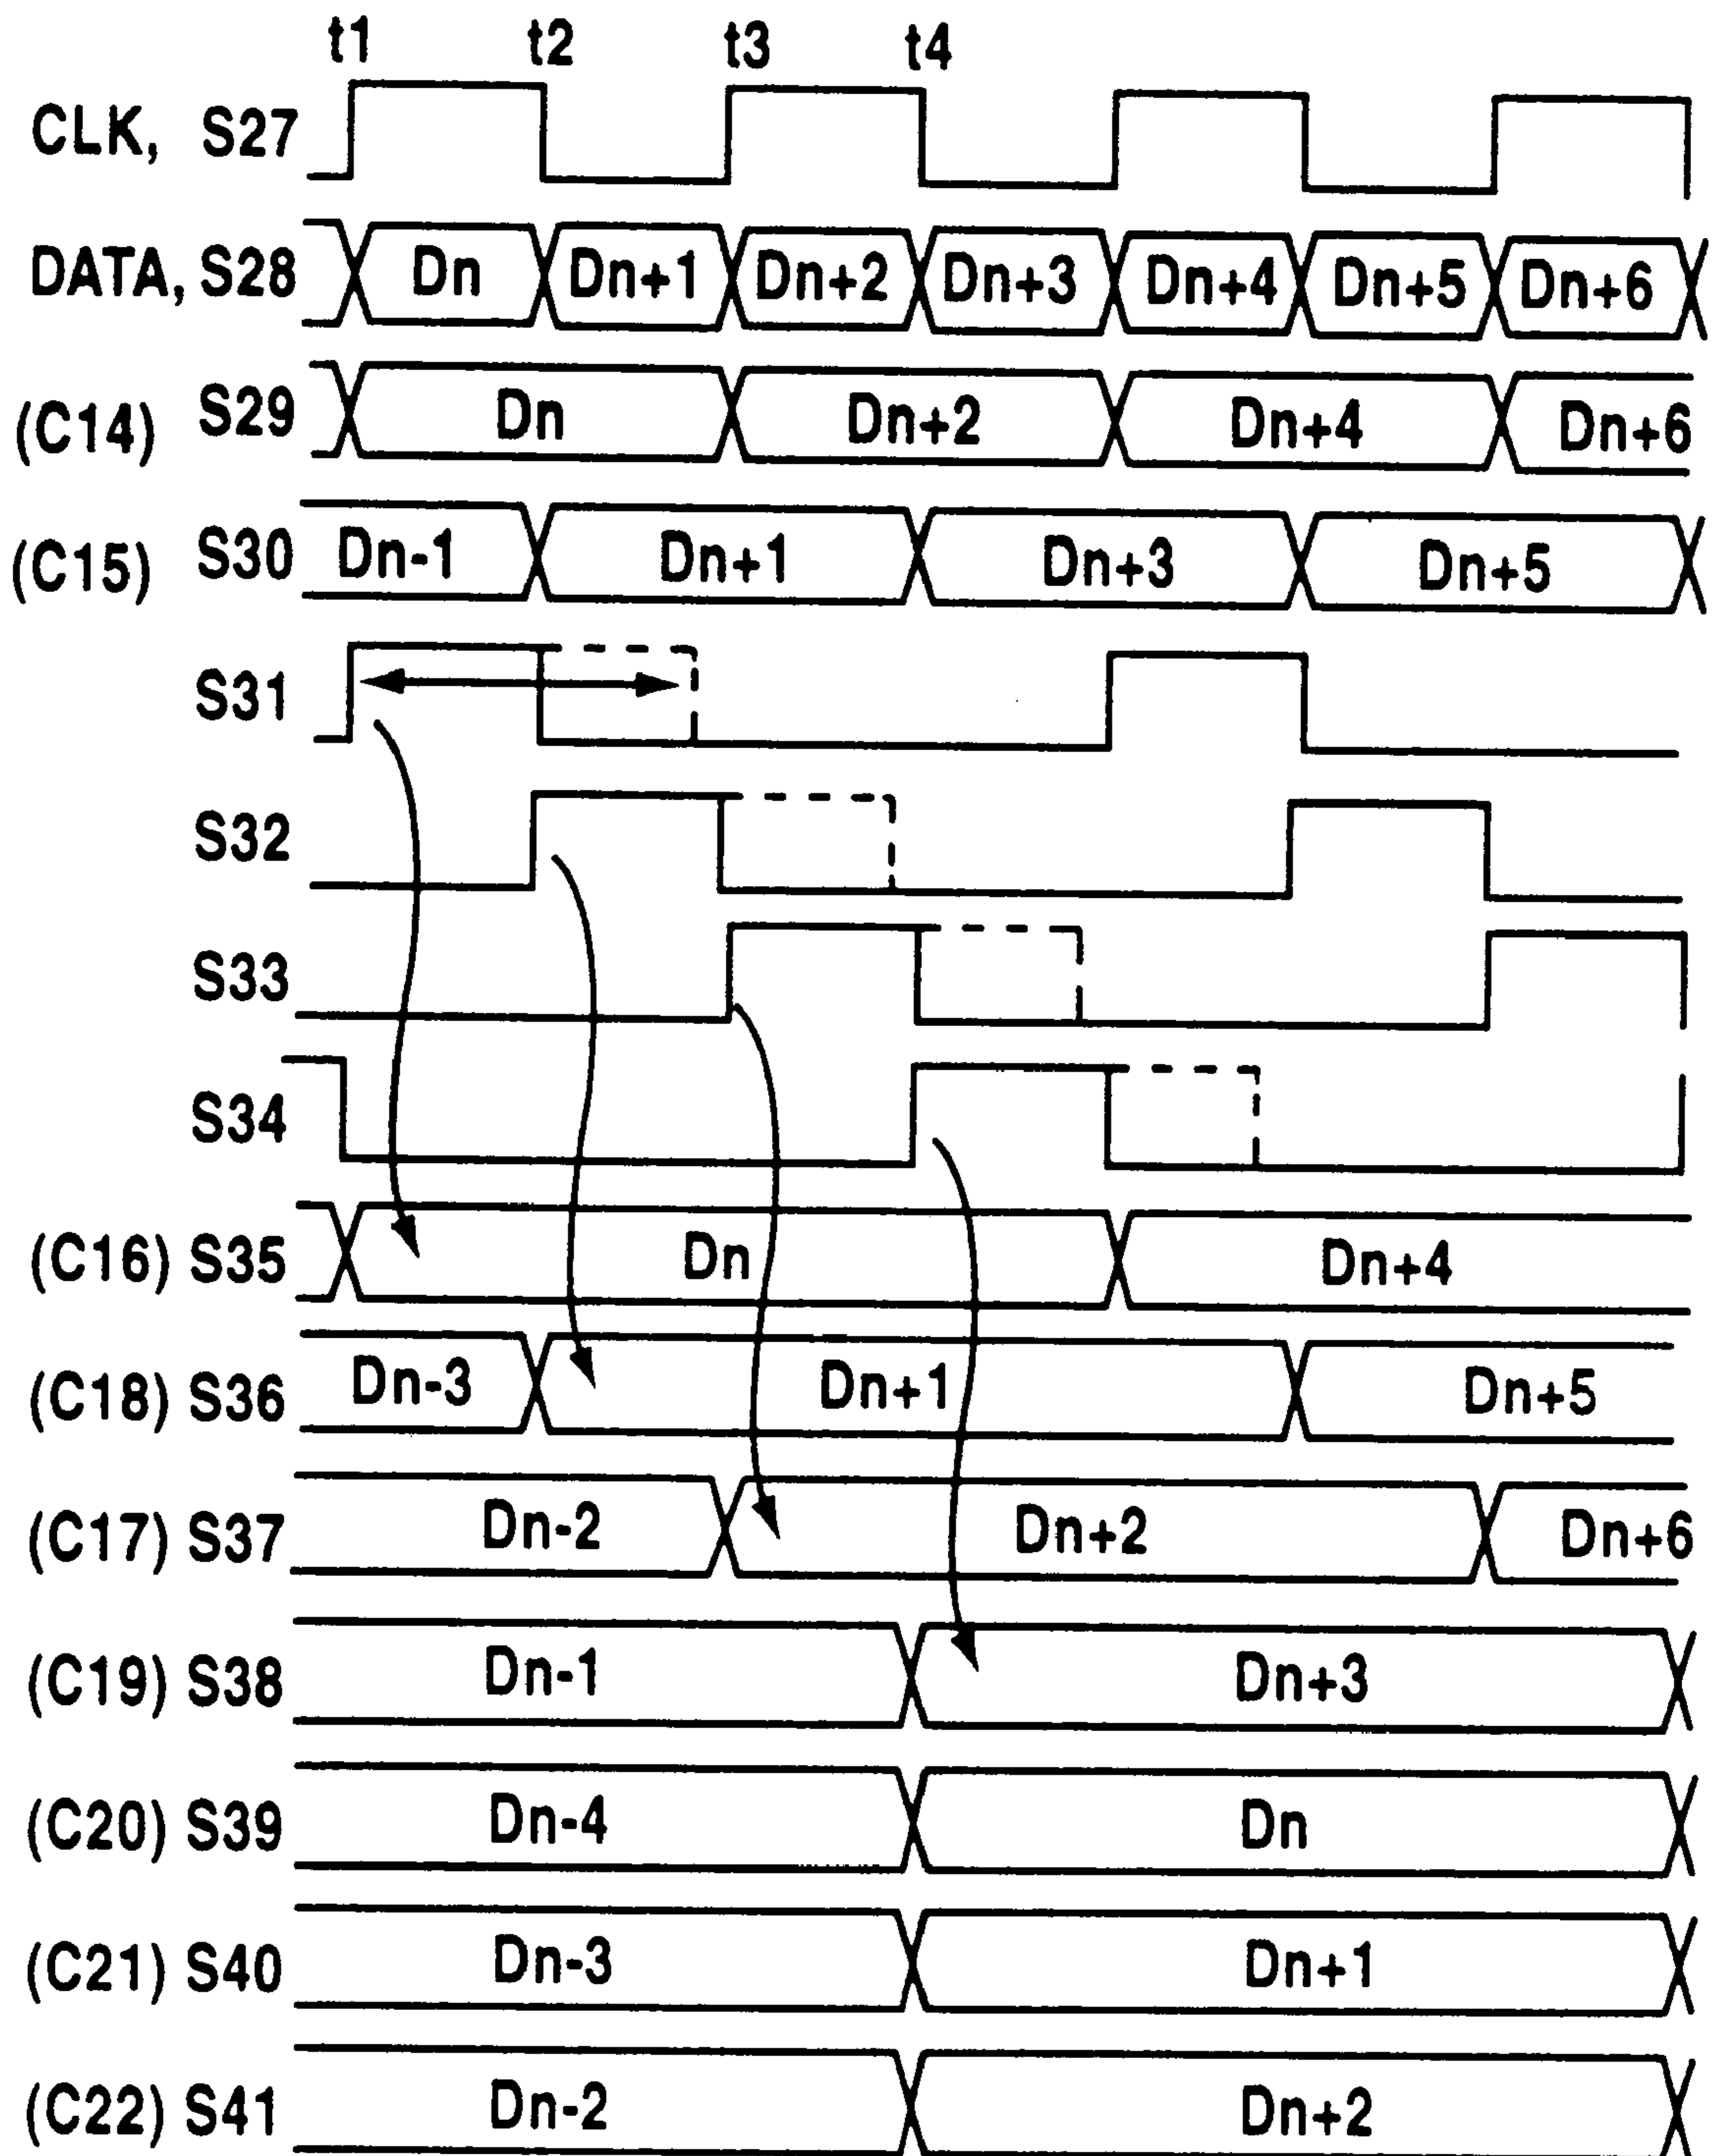 t1 t2 t3 t4
CLK, S27
DATA, S28 Dn Dn+1 Dn+2 Dn+3 Dn+4 Dn+5 Dn+6
(C14) S29 Dn Dn+2 Dn+4 Dn+6
(C15) S30 Dn-1 Dn+1 Dn+3 Dn+5
S31
S32
S33
S34
(C16) S35 Dn Dn+4
(C18) S36 Dn-3 Dn+1 Dn+5
(C17) S37 Dn-2 Dn+2 Dn+6
(C19) S38 Dn-1 Dn+3
(C20) S39 Dn-4 Dn
(C21) S40 Dn-3 Dn+1
(C22) S41 Dn-2 Dn+2